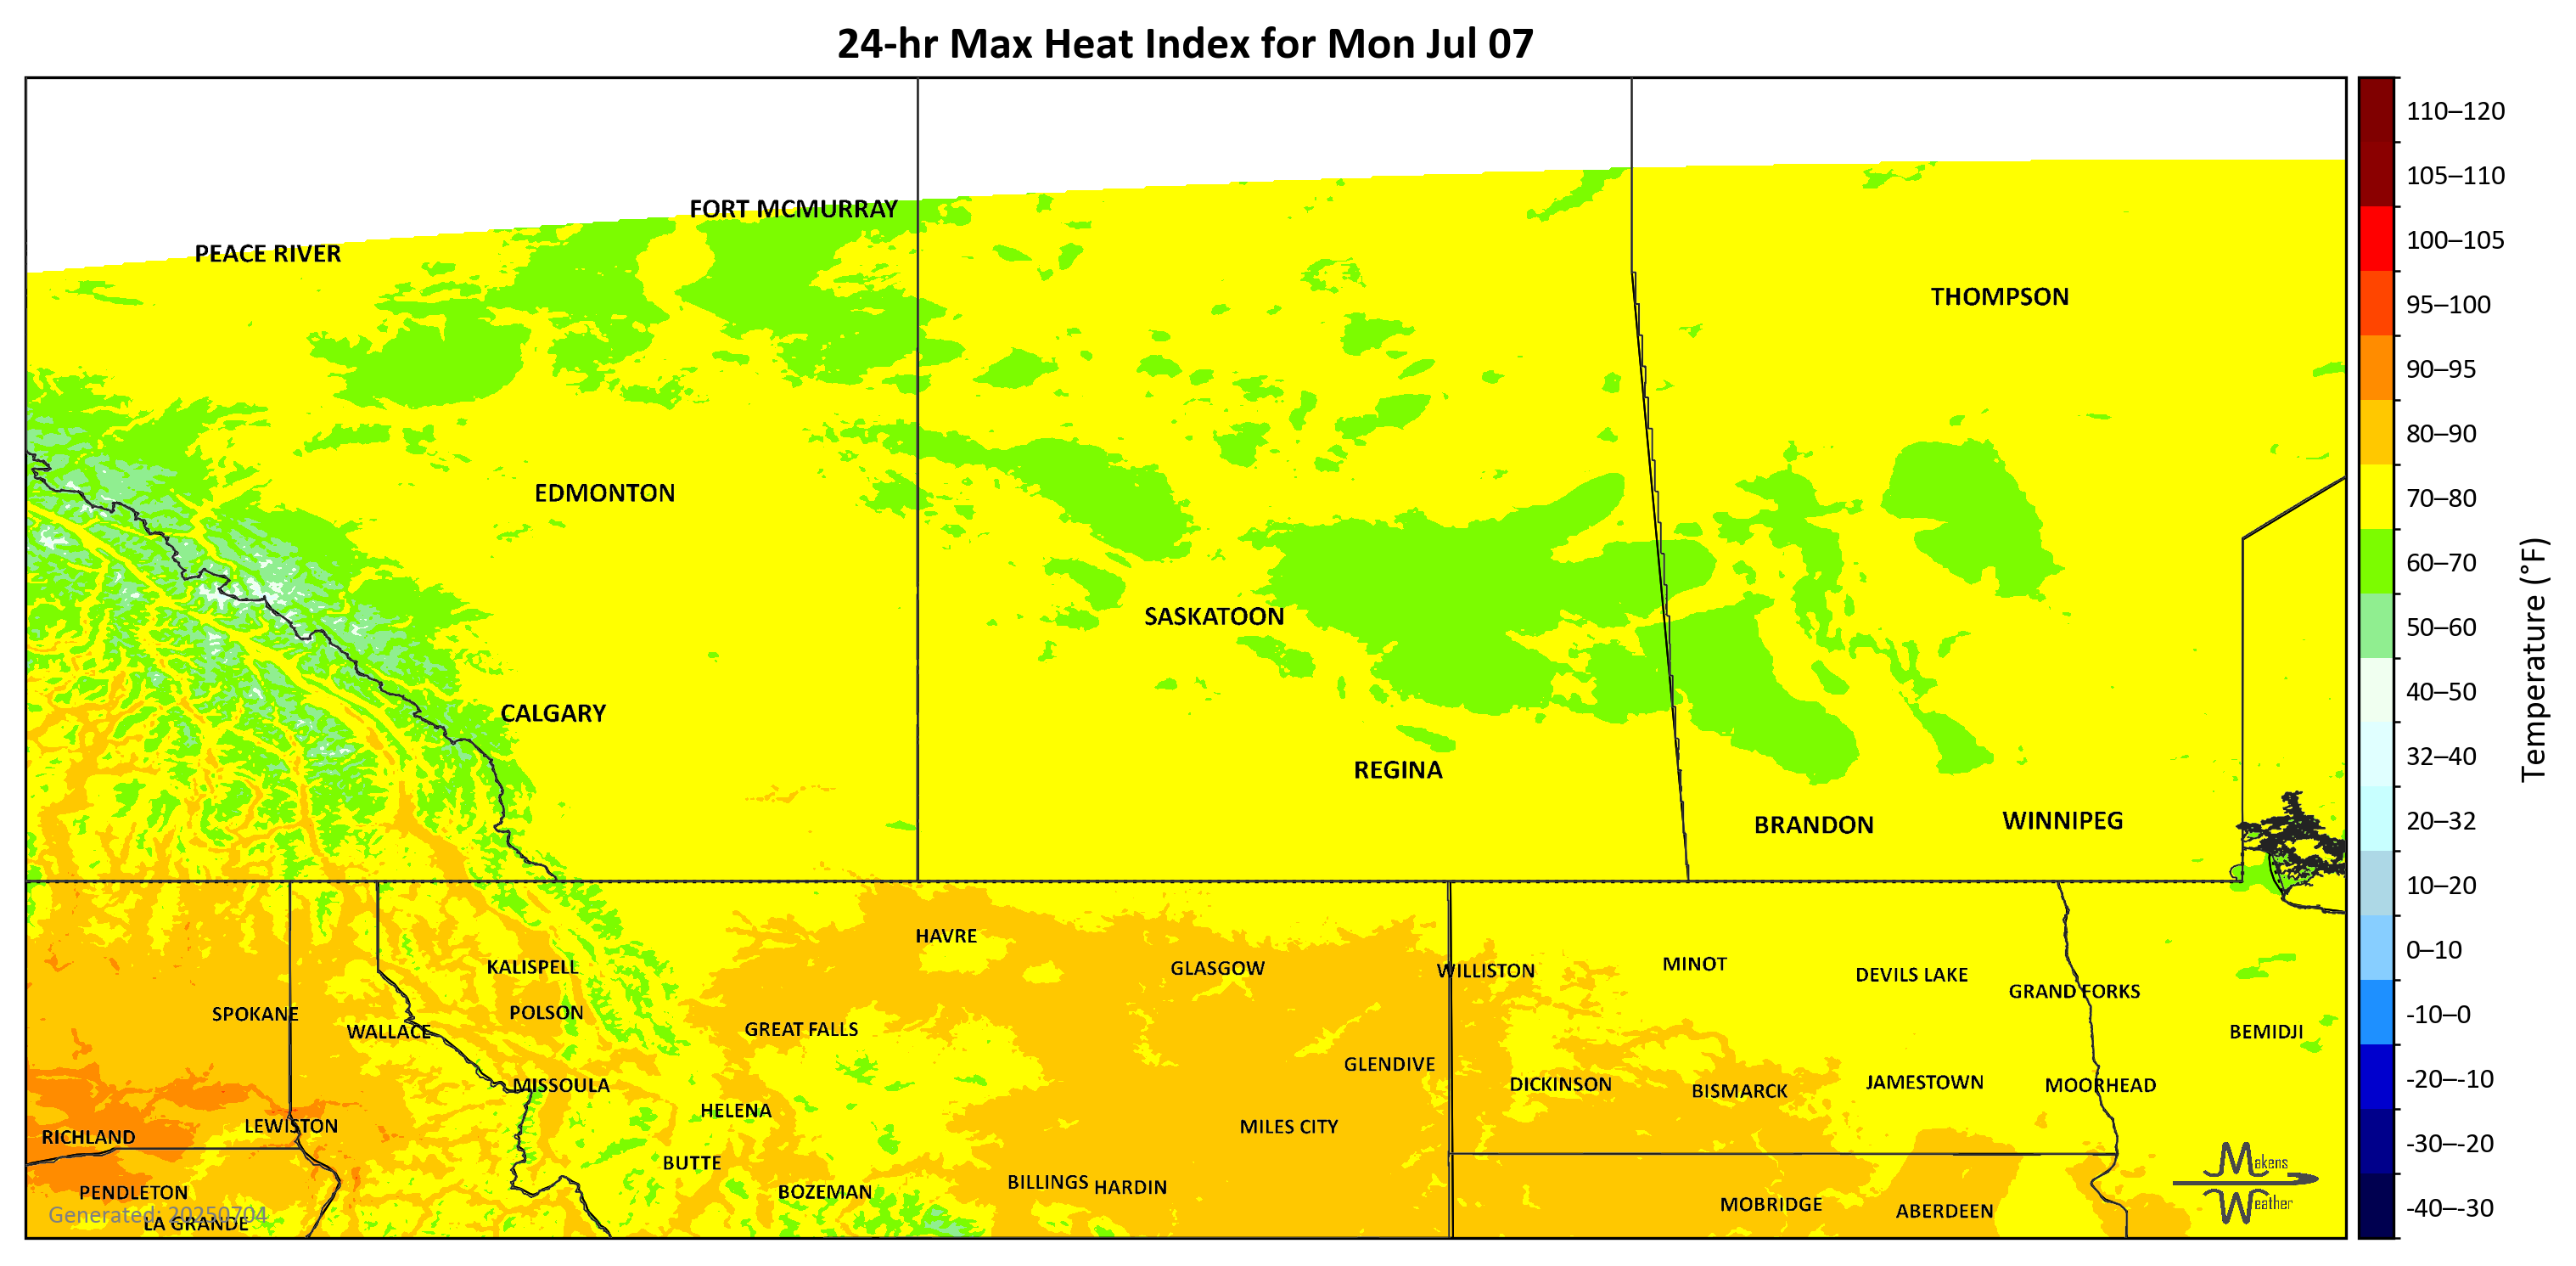 24-hr Max Heat Index for Mon Jul 07
FORT MCMURRAY
PEACE RIVER
THOMPSON
EDMONTON
SASKATOON
CALGARY
REGINA
BRANDON
WINNIPEG
HAVRE
KALISPELL
GLASGOW
WILLISTON
MINOT
DEVILS LAKE
GRAND FORKS
SPOKANE
POLSON
WALLACE
GREAT FALLS
BEMIDJI
GLENDIVE
MISSOULA
DICKINSON
BISMARCK
JAMESTOWN
MOORHEAD
HELENA
LEWISTON
MILES CITY
RICHLAND
BUTTE
BILLINGS
HARDIN
PENDLETON
BOZEMAN
MOBRIDGE
ABERDEEN
Generated: 20250704
LA GRANDE
Makens
Weather
110–120
105–110
100–105
95–100
90–95
80–90
70–80
60–70
50–60
40–50
32–40
20–32
10–20
0–10
-10–0
-20–-10
-30–-20
-40–-30
Temperature (°F)